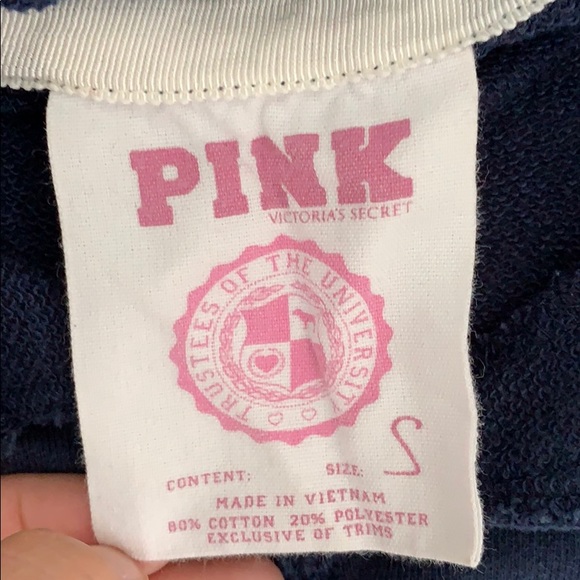 PINK
VICTORIA'S SECRET
TRUSTEES OF THE UNIVERSITY
CONTENT: SIZE: S
MADE IN VIETNAM
80% COTTON 20% POLYESTER
EXCLUSIVE OF TRIMS